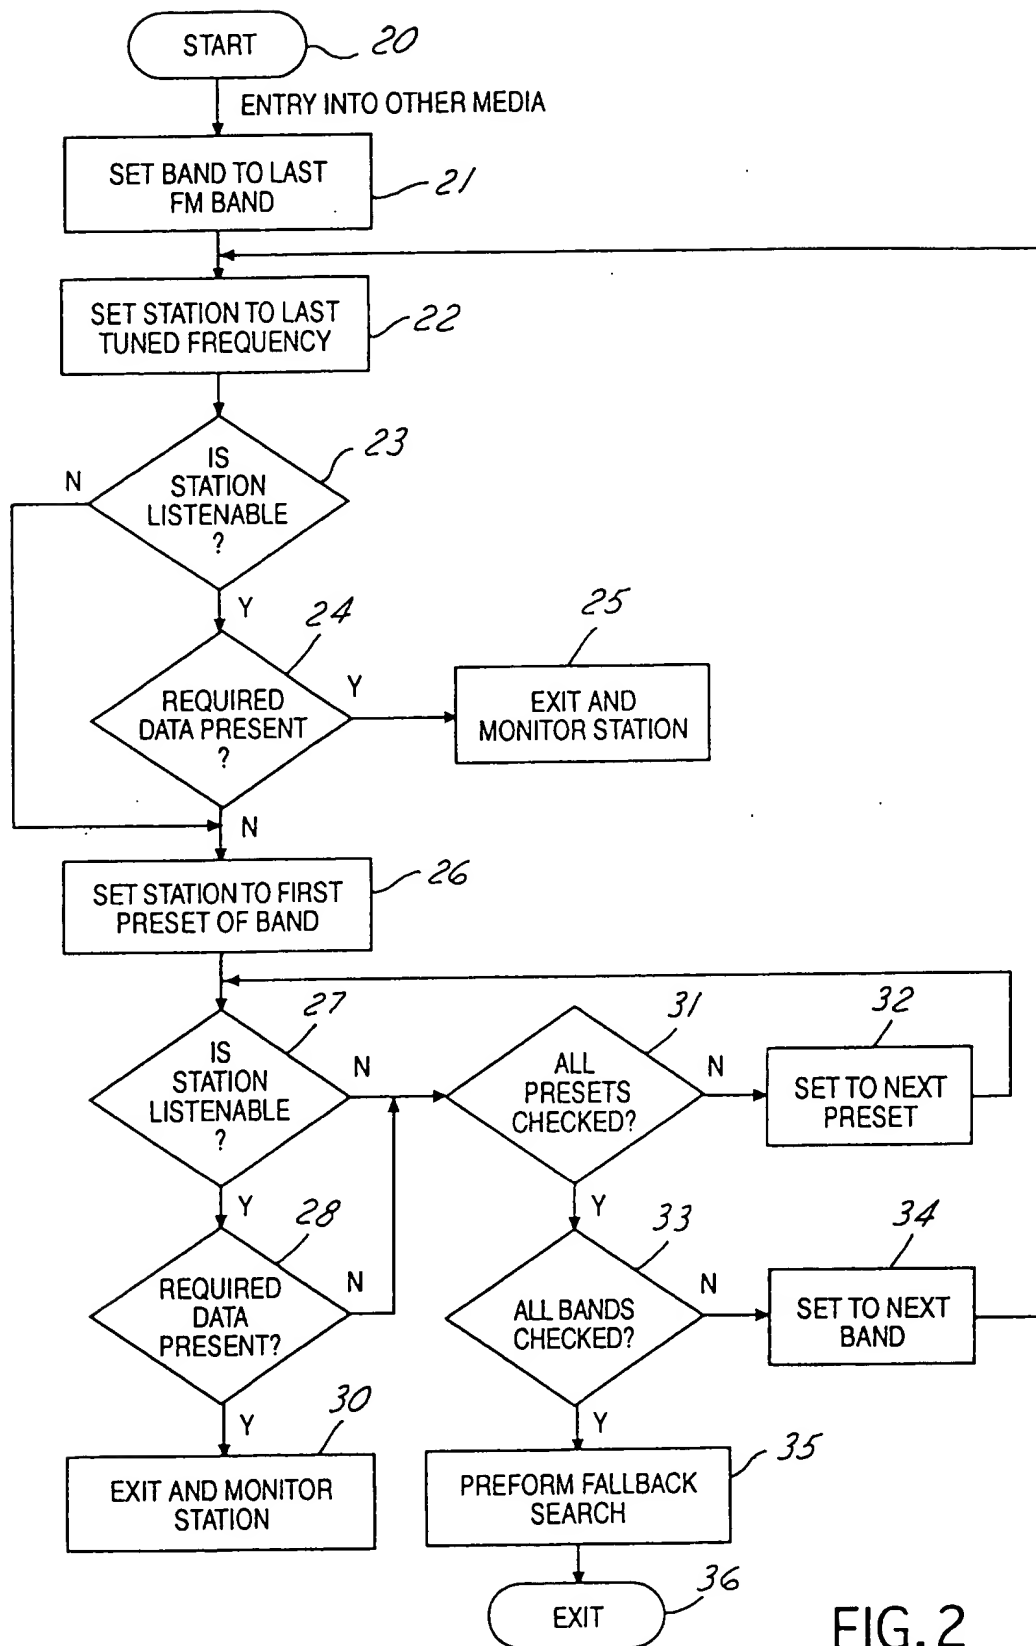 START
20
ENTRY INTO OTHER MEDIA
SET BAND TO LAST
FM BAND
21
SET STATION TO LAST
TUNED FREQUENCY
22
IS
STATION
LISTENABLE
?
23
N
Y
24
25
REQUIRED
DATA PRESENT
?
Y
EXIT AND
MONITOR STATION
N
SET STATION TO FIRST
PRESET OF BAND
26
27
IS
STATION
LISTENABLE
?
N
31
ALL
PRESETS
CHECKED?
N
32
SET TO NEXT
PRESET
Y
Y
28
REQUIRED
DATA
PRESENT?
N
33
ALL BANDS
CHECKED?
N
34
SET TO NEXT
BAND
Y
Y
30
EXIT AND MONITOR
STATION
35
PREFORM FALLBACK
SEARCH
36
EXIT
FIG. 2